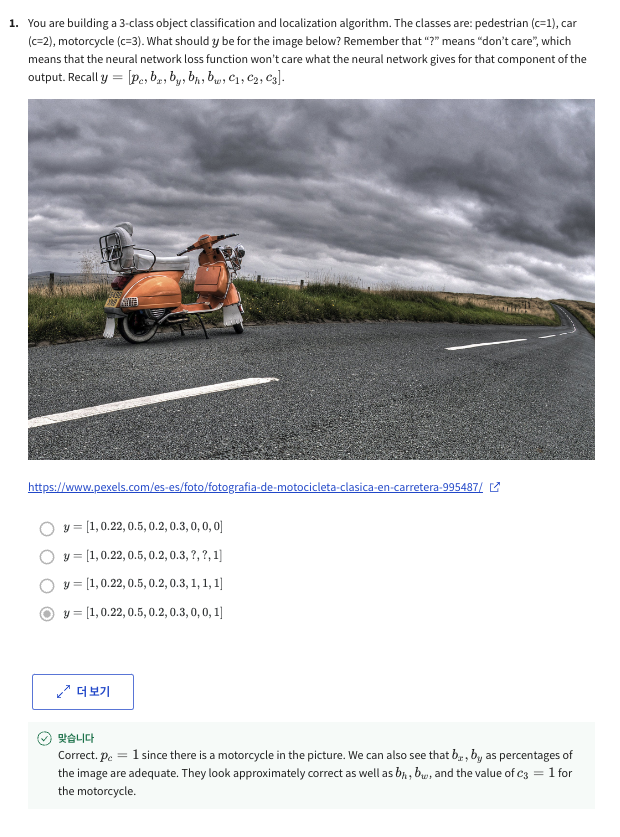 1. You are building a 3-class object classification and localization algorithm. The classes are: pedestrian (c=1), car
(c=2), motorcycle (c=3). What should y be for the image below? Remember that “?” means “don’t care”, which
means that the neural network loss function won’t care what the neural network gives for that component of the
output. Recall y = [p_c, b_x, b_y, b_h, b_w, c_1, c_2, c_3].
https://www.pexels.com/es-es/foto/fotografia-de-motocicleta-clasica-en-carretera-995487/
y = [1, 0.22, 0.5, 0.2, 0.3, 0, 0, 0]
y = [1, 0.22, 0.5, 0.2, 0.3, ?, ?, 1]
y = [1, 0.22, 0.5, 0.2, 0.3, 1, 1, 1]
y = [1, 0.22, 0.5, 0.2, 0.3, 0, 0, 1]
더 보기
맞습니다
Correct. p_c = 1 since there is a motorcycle in the picture. We can also see that b_x, b_y as percentages of
the image are adequate. They look approximately correct as well as b_h, b_w, and the value of c_3 = 1 for
the motorcycle.